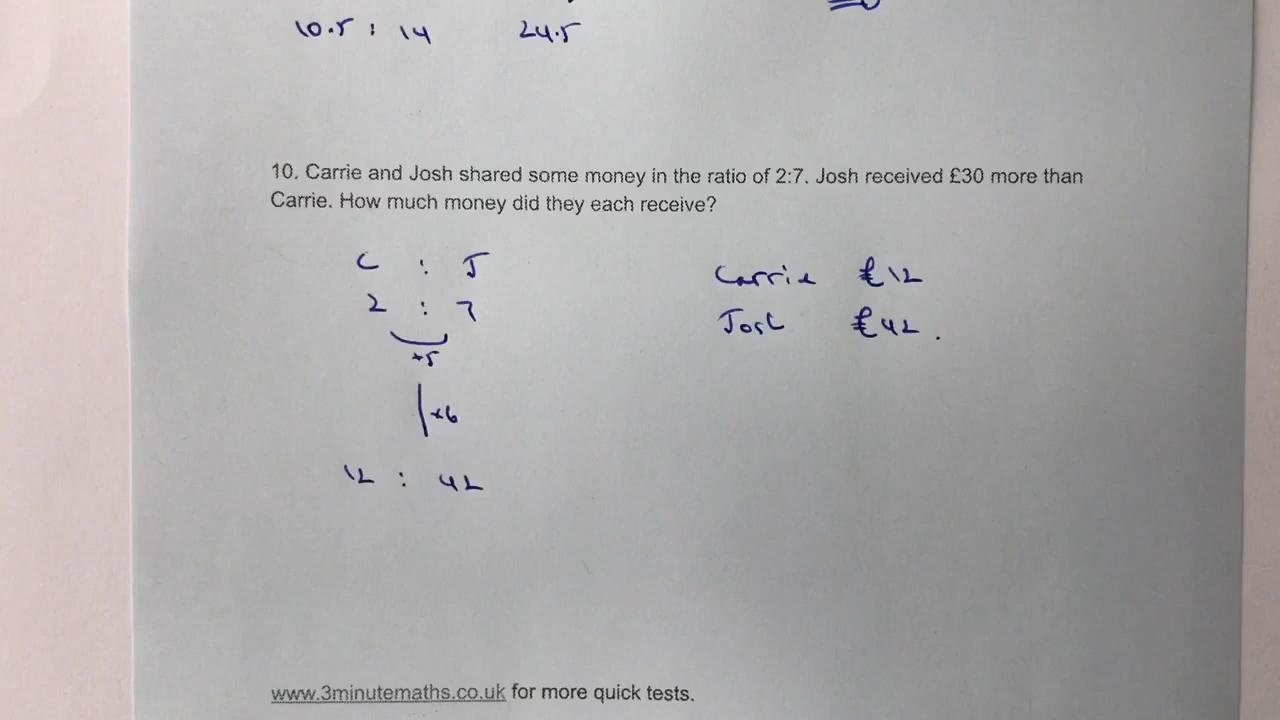 10.5 : 14 24.5
10. Carrie and Josh shared some money in the ratio of 2:7. Josh received £30 more than
Carrie. How much money did they each receive?
C : J
2 : 7
+5
×6
12 : 42
Carrie £12
Josh £42.
www.3minutemaths.co.uk for more quick tests.